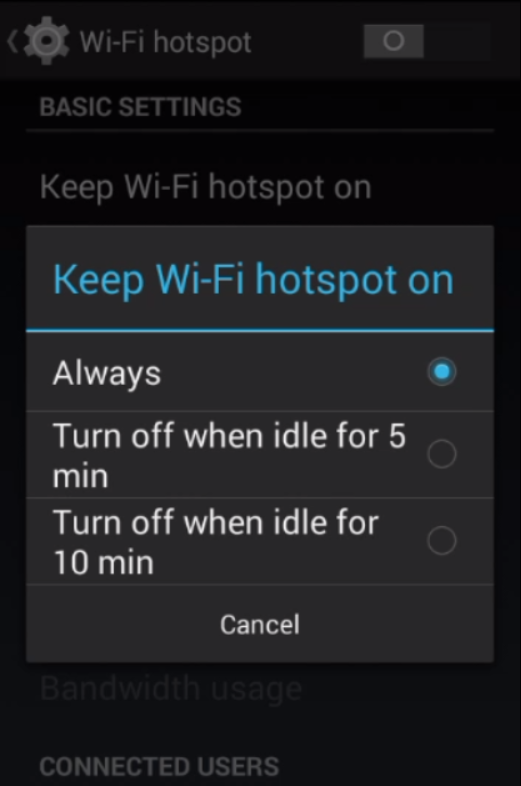 Wi-Fi hotspot
BASIC SETTINGS
Keep Wi-Fi hotspot on
Keep Wi-Fi hotspot on
Always
Turn off when idle for 5
min
Turn off when idle for
10 min
Cancel
Bandwidth usage
CONNECTED USERS